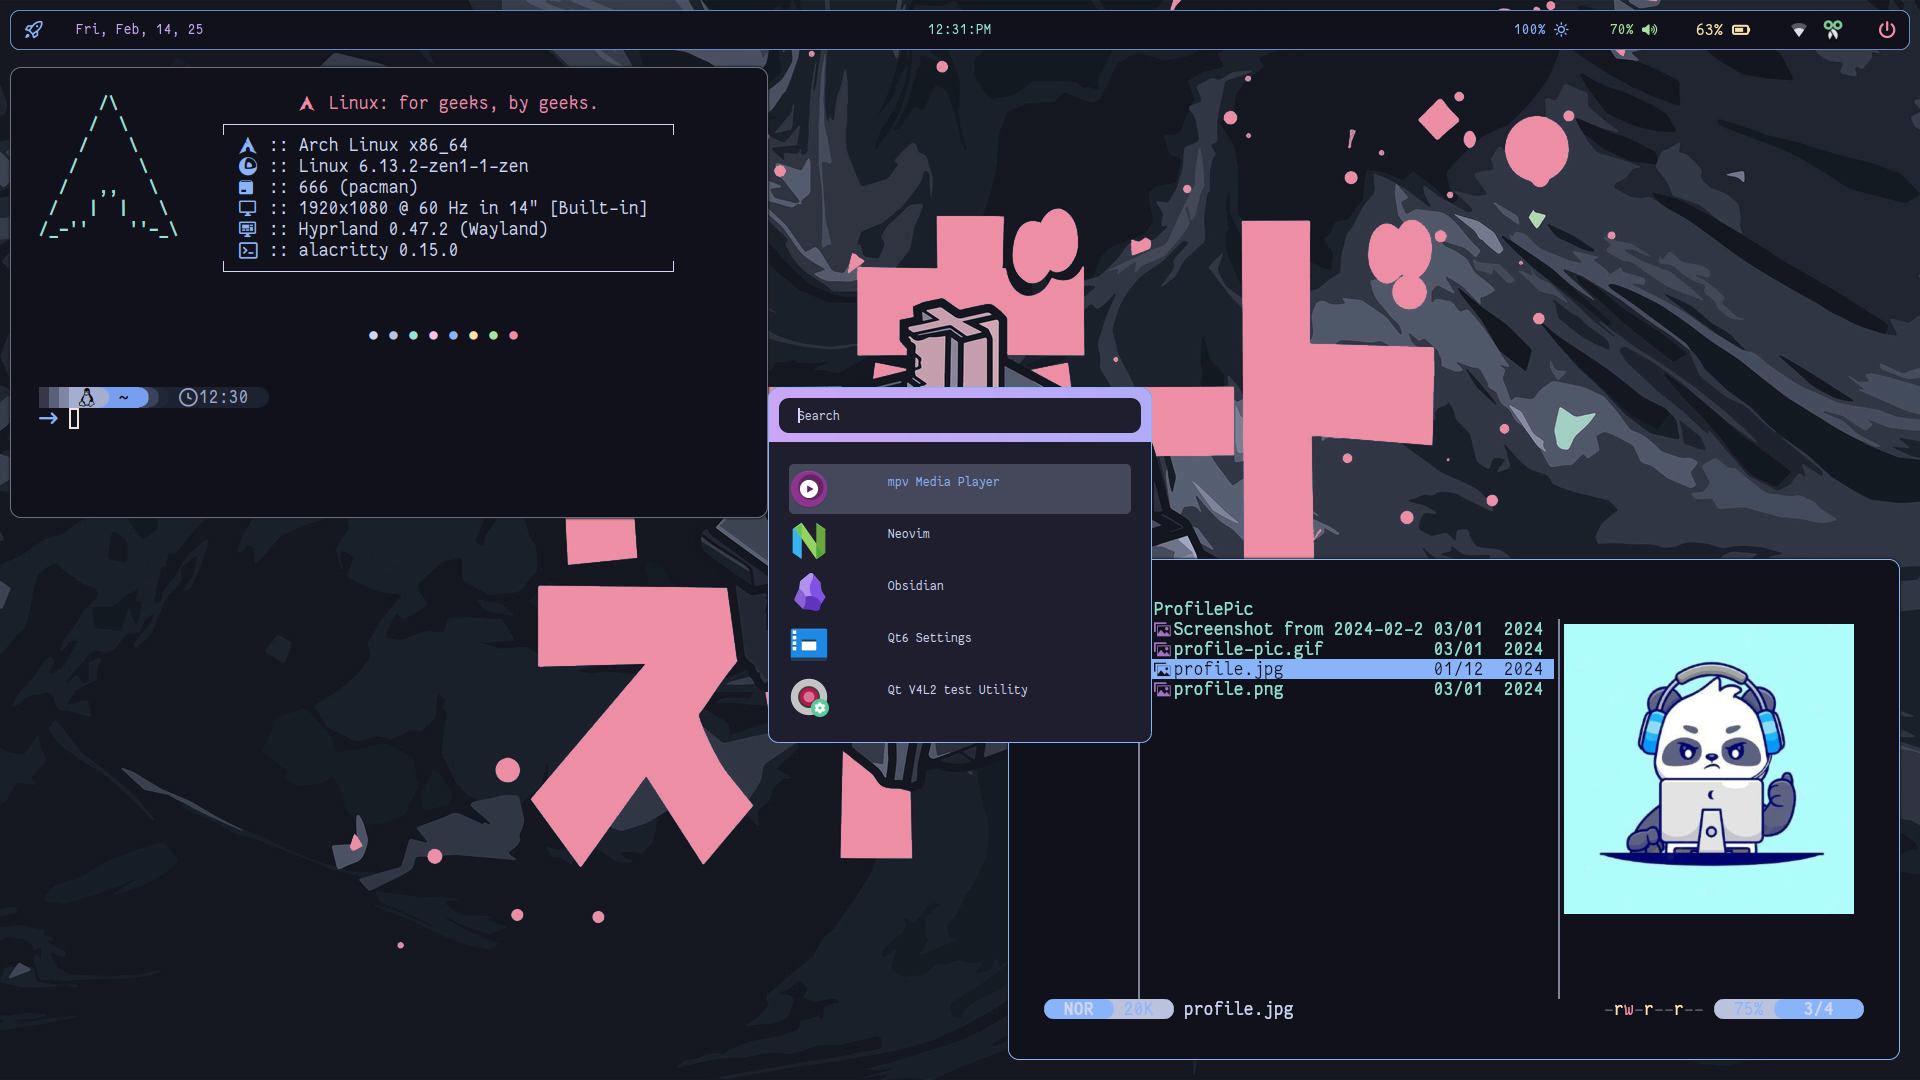 Fri, Feb, 14, 25
12:31:PM
100%
70%
63%
/\
/  \
/    \
/      \
/   ,,   \
/   |  |   \
/_-''    ''-_\
Linux: for geeks, by geeks.
:: Arch Linux x86_64
:: Linux 6.13.2-zen1-1-zen
:: 666 (pacman)
:: 1920x1080 @ 60 Hz in 14" [Built-in]
:: Hyprland 0.47.2 (Wayland)
:: alacritty 0.15.0
~ 12:30
Search
mpv Media Player
Neovim
Obsidian
Qt6 Settings
Qt V4L2 test Utility
ProfilePic
Screenshot from 2024-02-2 03/01 2024
profile-pic.gif 03/01 2024
profile.jpg 01/12 2024
profile.png 03/01 2024
NOR 20K profile.jpg
-rw-r--r-- 75% 3/4